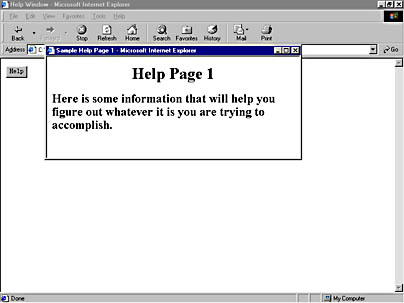 Help Window - Microsoft Internet Explorer
File Edit View Favorites Tools Help
Back Forward Stop Refresh Home Search Favorites History Mail Print
Address C Go
Sample Help Page 1 - Microsoft Internet Explorer
Help
Help Page 1
Here is some information that will help you
figure out whatever it is you are trying to
accomplish.
Done My Computer